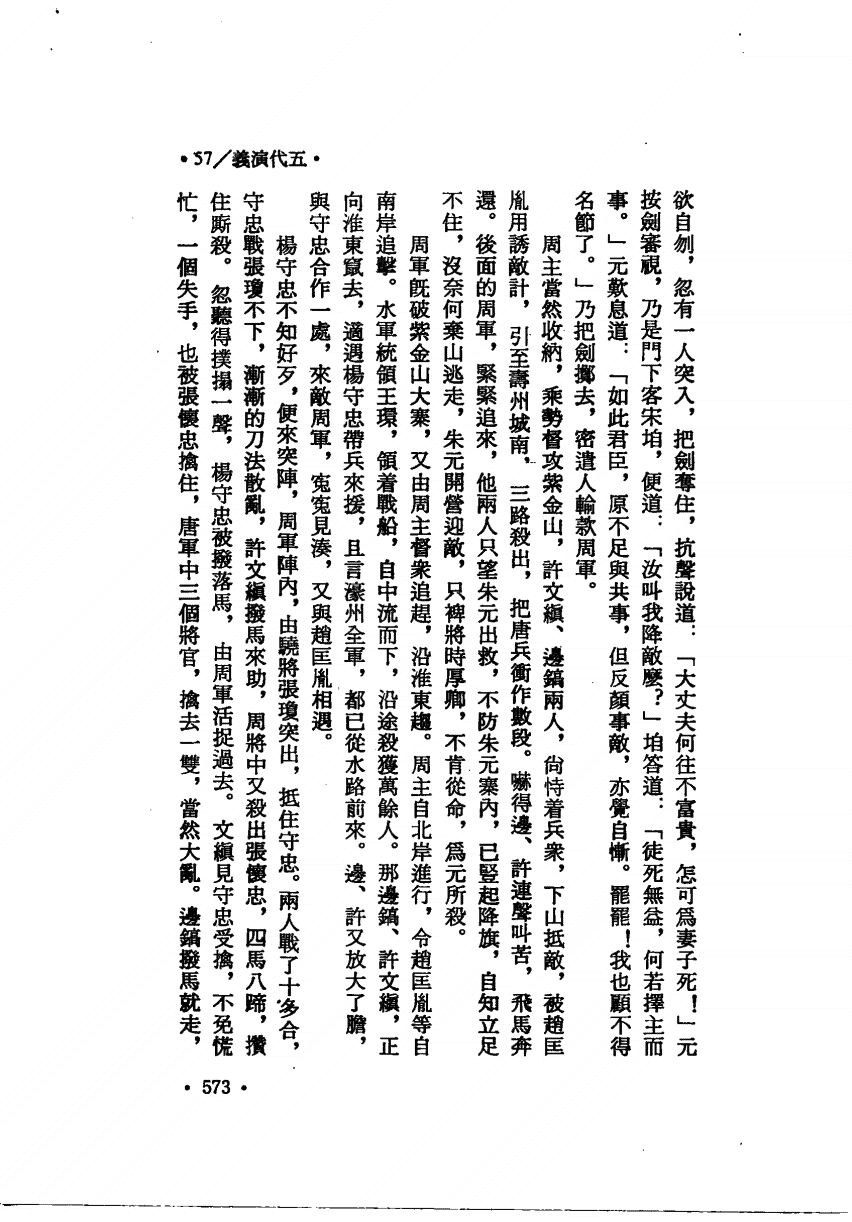 •57／義演代五•
欲自刎，忽有一人突入，把劍奪住，抗聲說道：「大丈夫何往不富貴，怎可爲妻子死！」元
按劍審視，乃是門下客宋垍，便道：「汝叫我降敵麼？」垍答道：「徒死無益，何若擇主而
事。」元歎息道：「如此君臣，原不足與共事，但反顏事敵，亦覺自慚。罷罷！我也顧不得
名節了。」乃把劍擲去，密遣人輸款周軍。
周主當然收納，乘勢督攻紫金山，許文縝、邊鎬兩人，尙恃着兵衆，下山抵敵，被趙匡
胤用誘敵計，引至壽州城南，三路殺出，把唐兵衝作數段。嚇得邊、許連聲叫苦，飛馬奔
還。後面的周軍，緊緊追來，他兩人只望朱元出救，不防朱元寨內，已豎起降旗，自知立足
不住，沒奈何棄山逃走，朱元開營迎敵，只裨將時厚卿，不肯從命，爲元所殺。
周軍旣破紫金山大寨，又由周主督衆追趕，沿淮東趨。周主自北岸進行，令趙匡胤等自
南岸追擊。水軍統領王環，領着戰船，自中流而下，沿途殺獲萬餘人。那邊鎬、許文縝，正
向淮東竄去，適遇楊守忠帶兵來援，且言濠州全軍，都已從水路前來。邊、許又放大了膽，
與守忠合作一處，來敵周軍，寃寃見湊，又與趙匡胤相遇。
楊守忠不知好歹，便來突陣，周軍陣內，由驍將張瓊突出，抵住守忠。兩人戰了十多合，
守忠戰張瓊不下，漸漸的刀法散亂，許文縝撥馬來助，周將中又殺出張懷忠，四馬八蹄，攢
住廝殺。忽聽得撲搨一聲，楊守忠被撥落馬，由周軍活捉過去。文縝見守忠受擒，不免慌
忙，一個失手，也被張懷忠擒住，唐軍中三個將官，擒去一雙，當然大亂。邊鎬撥馬就走，
•573•